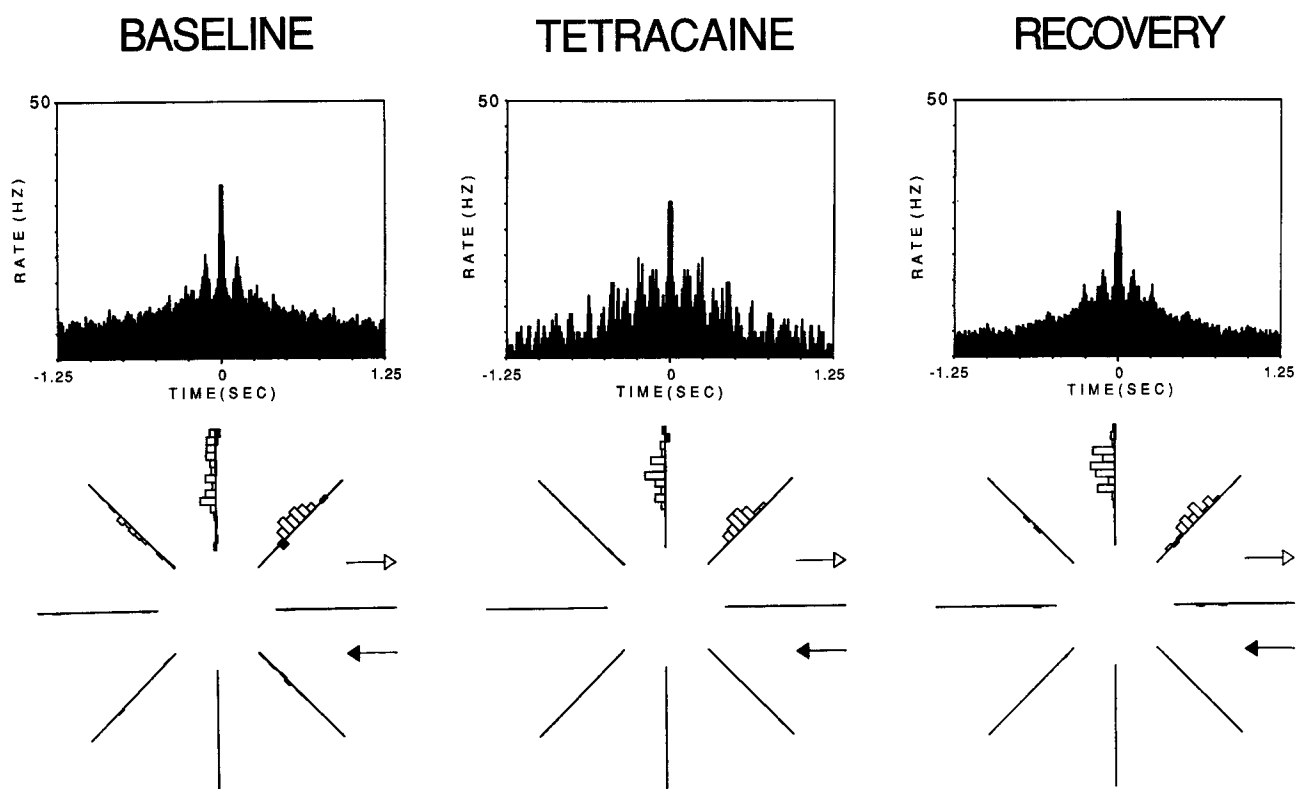 BASELINE TETRACAINE RECOVERY
50 50 50
RATE (HZ) RATE (HZ) RATE (HZ)
-1.25 0 1.25 -1.25 0 1.25 -1.25 0 1.25
TIME(SEC) TIME(SEC) TIME(SEC)